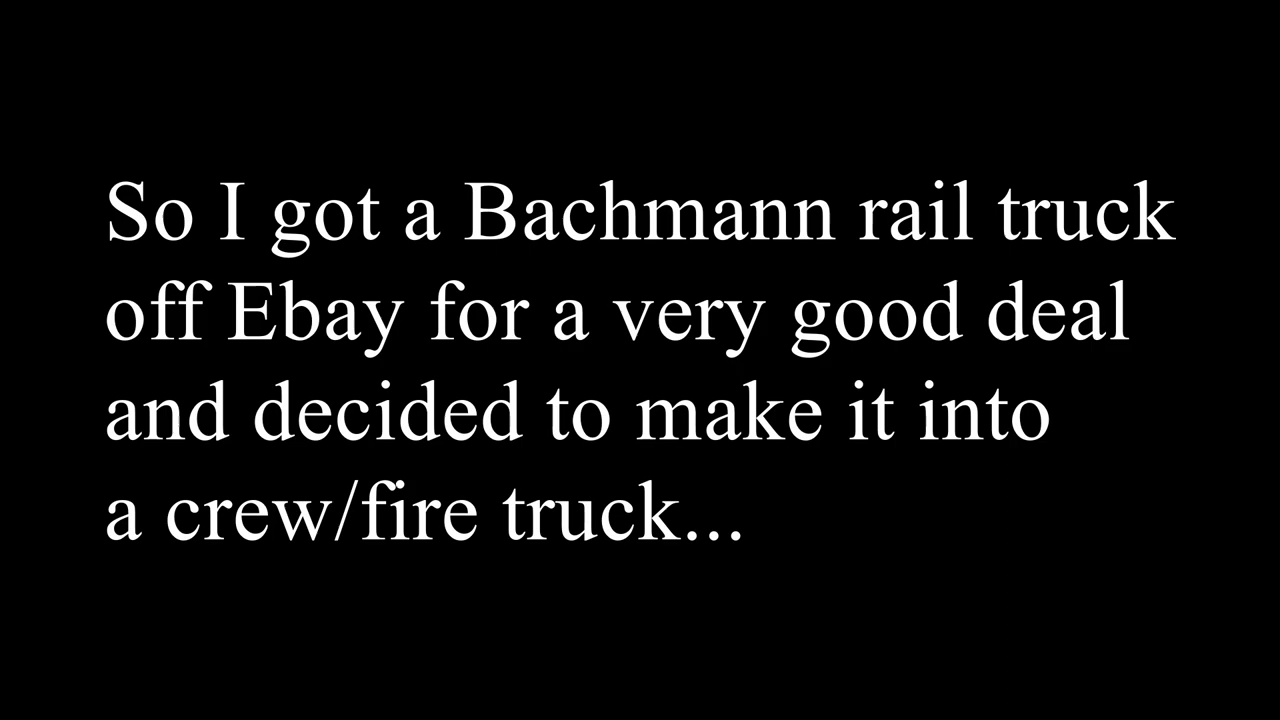 So I got a Bachmann rail truck
off Ebay for a very good deal
and decided to make it into
a crew/fire truck...